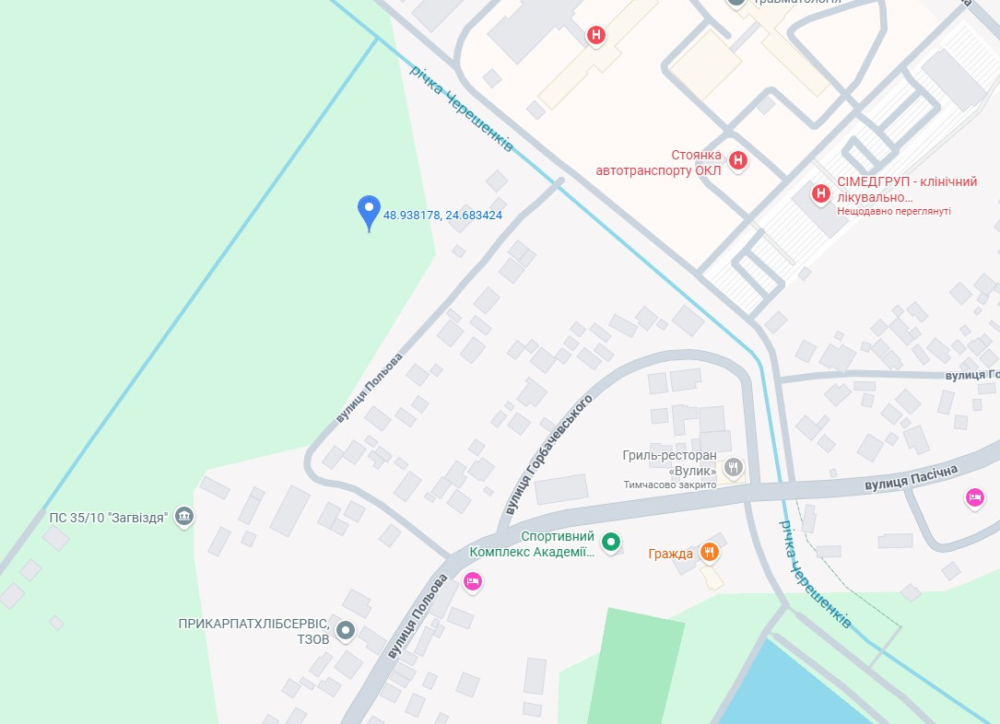 травматологія
річка Черешенків
Стоянка
автотранспорту ОКЛ
СІМЕДГРУП - клінічний
лікувально...
Нещодавно переглянуті
48.938178, 24.683424
вулиця Польова
вулиця Го
вулиця Горбачевського
Гриль-ресторан
«Вулик»
Тимчасово закрито
вулиця Пасічна
ПС 35/10 "Загвіздя"
Спортивний
Комплекс Академії...
Гражда
річка Черешенків
вулиця Польова
ПРИКАРПАТХЛІБСЕРВІС,
ТЗОВ